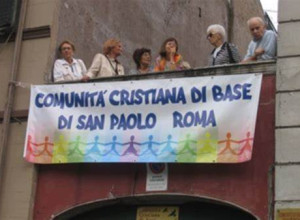 COMUNITÀ CRISTIANA DI BASE
DI SAN PAOLO ROMA